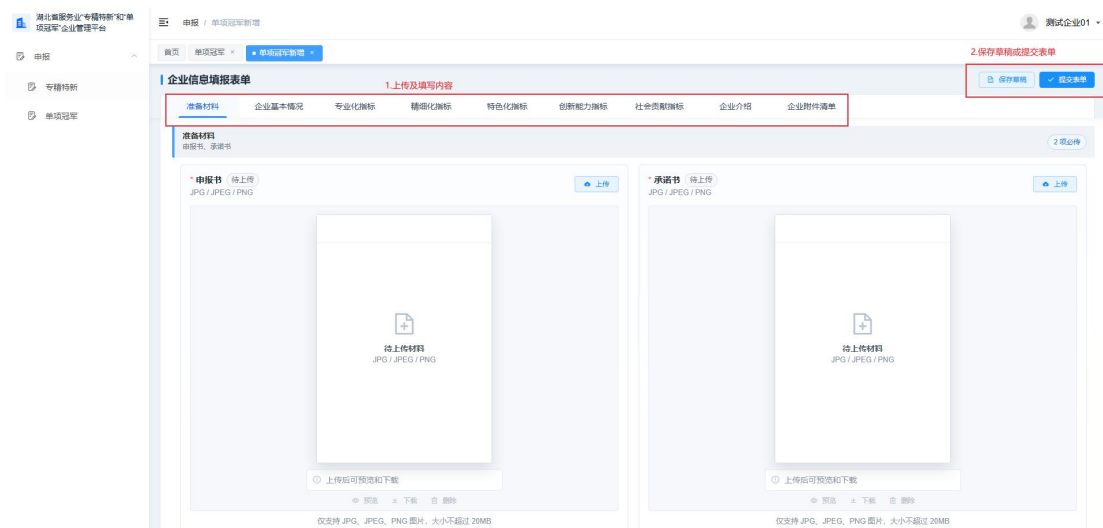 湖北省服务业“专精特新”和“单
项冠军”企业管理平台
申报 / 单项冠军新增
测试企业01
申报
专精特新
单项冠军
首页 单项冠军 × 单项冠军新增 ×
2.保存草稿或提交表单
企业信息填报表单
1.上传及填写内容
保存草稿 提交表单
准备材料 企业基本情况 专业化指标 精细化指标 特色化指标 创新能力指标 社会贡献指标 企业介绍 企业附件清单
准备材料
申报书、承诺书
2 项必传
* 申报书 待上传
JPG / JPEG / PNG
上传
待上传材料
JPG / JPEG / PNG
上传后可预览和下载
预览 下载 删除
仅支持 JPG、JPEG、PNG 图片，大小不超过 20MB
* 承诺书 待上传
JPG / JPEG / PNG
上传
待上传材料
JPG / JPEG / PNG
上传后可预览和下载
预览 下载 删除
仅支持 JPG、JPEG、PNG 图片，大小不超过 20MB